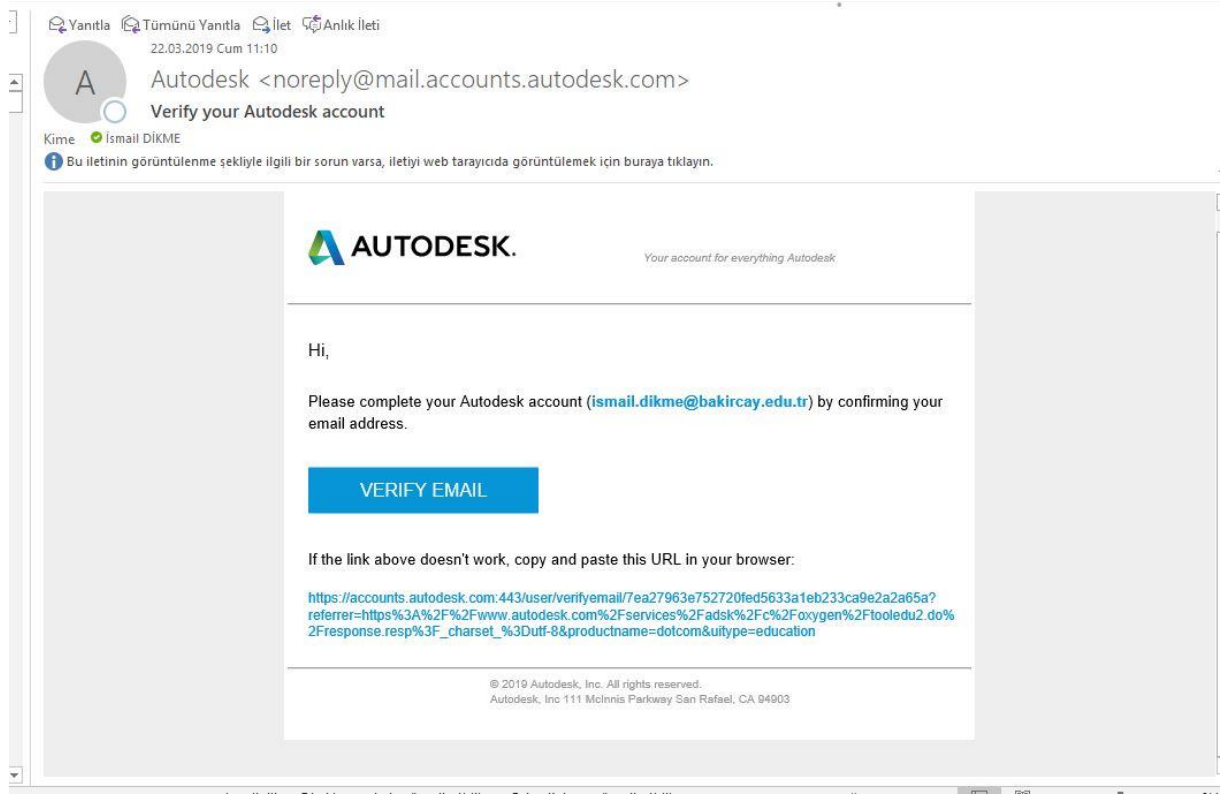 Yanıtla Tümünü Yanıtla İlet Anlık İleti
22.03.2019 Cum 11:10
A
Autodesk <noreply@mail.accounts.autodesk.com>
Verify your Autodesk account
Kime İsmail DİKME
Bu iletinin görüntülenme şekliyle ilgili bir sorun varsa, iletiyi web tarayıcıda görüntülemek için buraya tıklayın.
AUTODESK.
Your account for everything Autodesk
Hi,
Please complete your Autodesk account (ismail.dikme@bakircay.edu.tr) by confirming your
email address.
VERIFY EMAIL
If the link above doesn't work, copy and paste this URL in your browser:
https://accounts.autodesk.com:443/user/verifyemail/7ea27963e752720fed5633a1eb233ca9e2a2a65a?
referrer=https%3A%2F%2Fwww.autodesk.com%2Fservices%2Fadsk%2Fc%2Foxygen%2Ftooledu2.do%
2Fresponse.resp%3F_charset_%3Dutf-8&productname=dotcom&uitype=education
© 2019 Autodesk, Inc. All rights reserved.
Autodesk, Inc 111 McInnis Parkway San Rafael, CA 94903